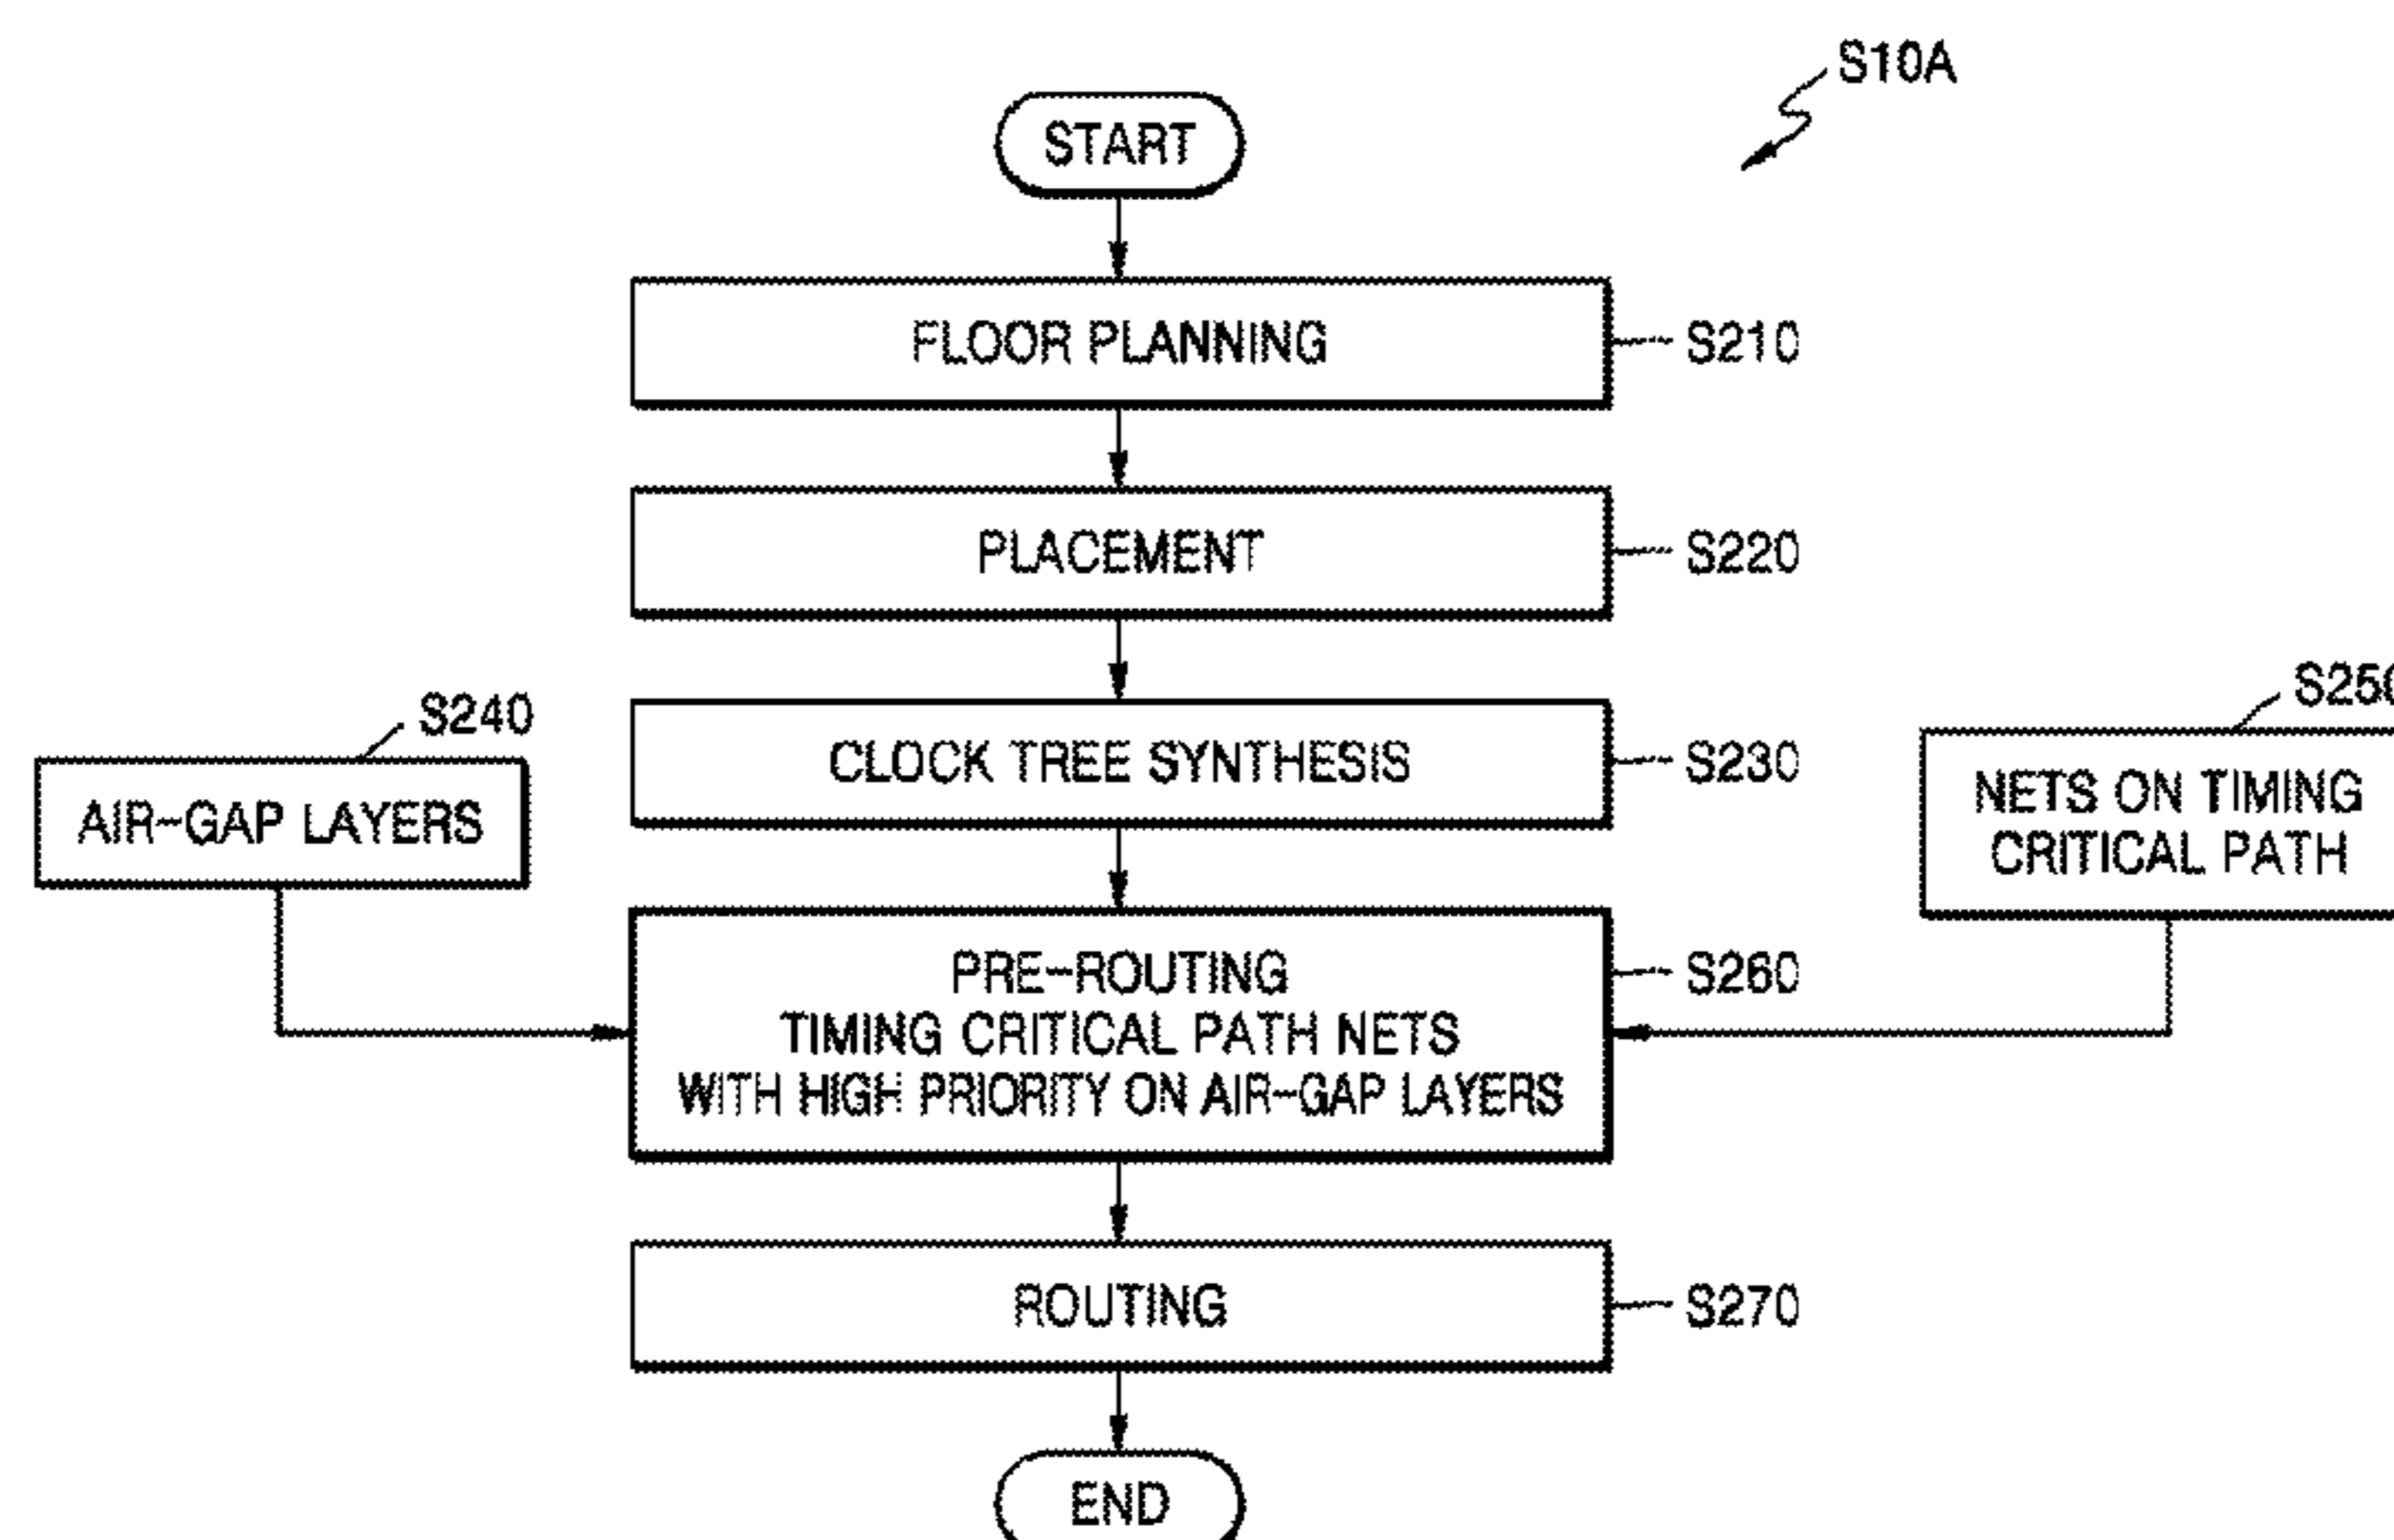 S10A
START
FLOOR PLANNING
S210
PLACEMENT
S220
S240
S250
CLOCK TREE SYNTHESIS
S230
AIR-GAP LAYERS
NETS ON TIMING
CRITICAL PATH
PRE-ROUTING
S260
TIMING CRITICAL PATH NETS
WITH HIGH PRIORITY ON AIR-GAP LAYERS
ROUTING
S270
END